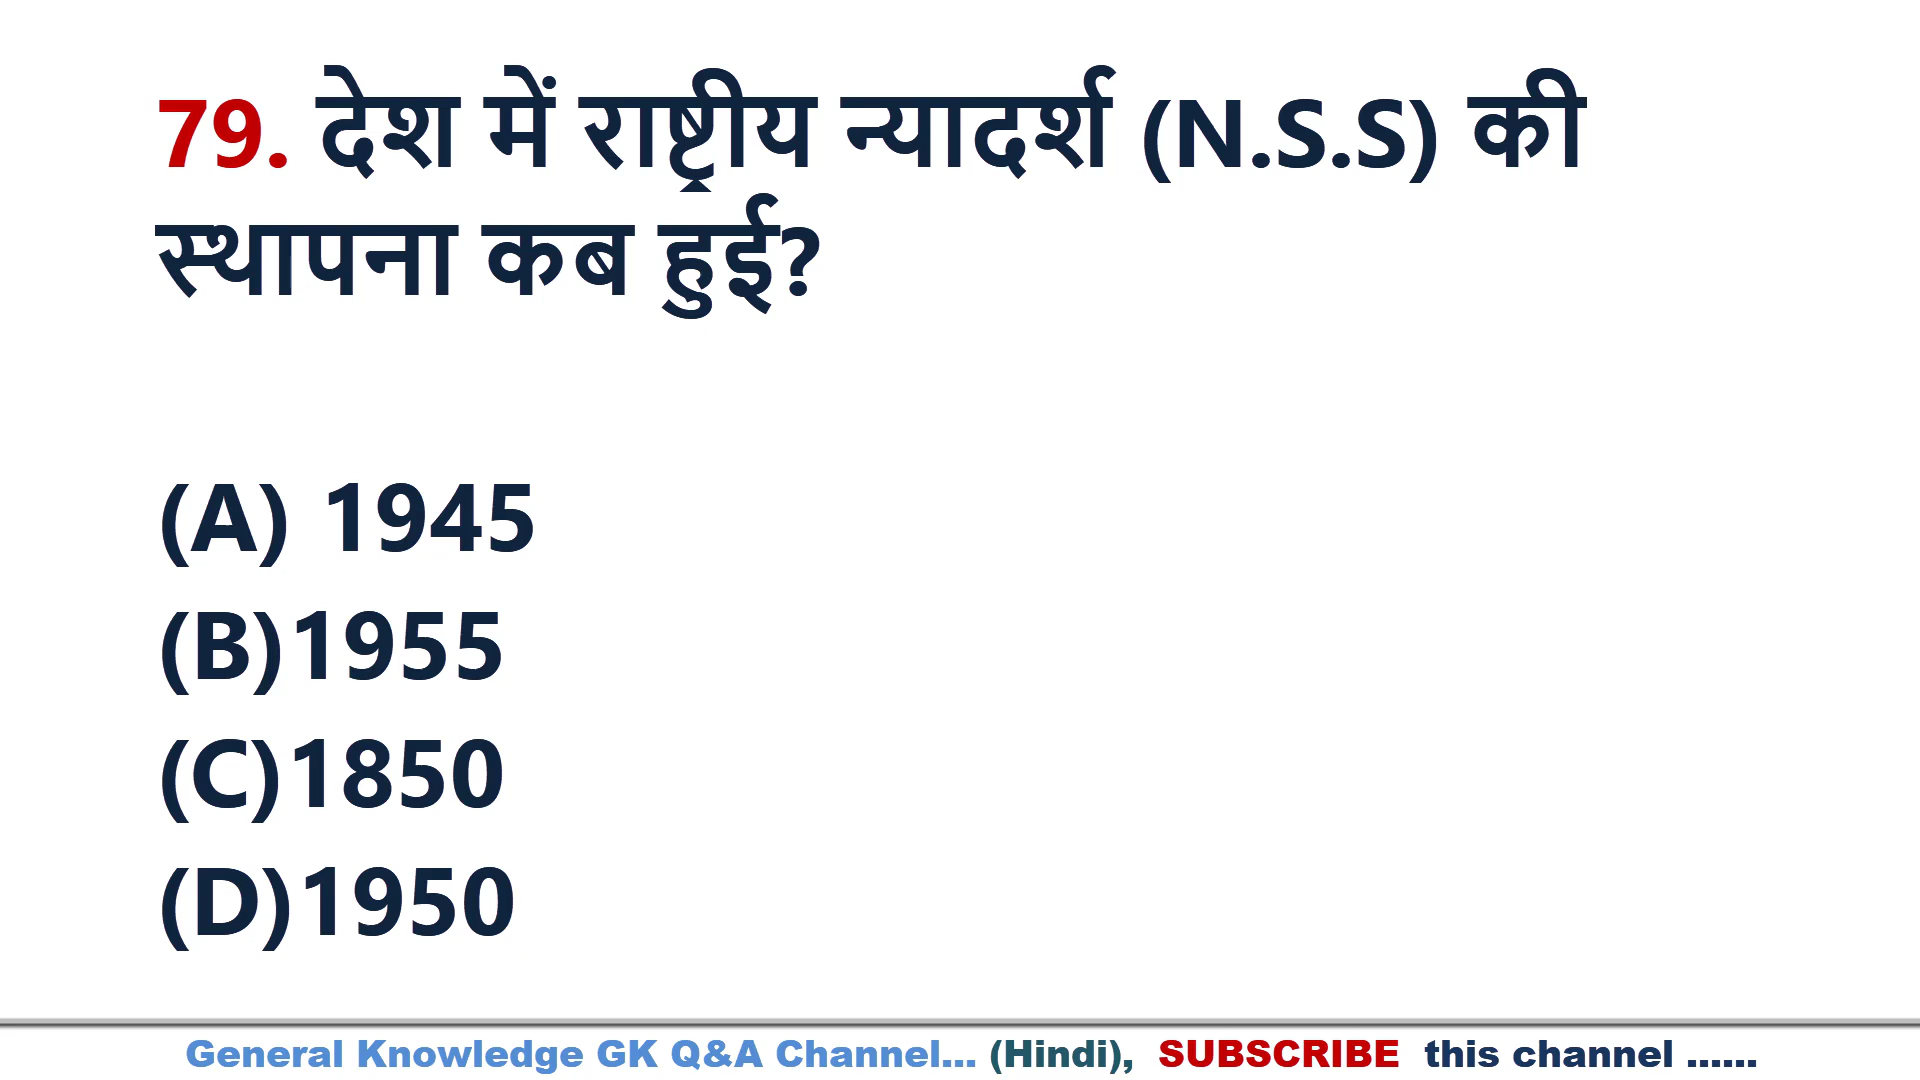 79. देश में राष्ट्रीय न्यादर्श (N.S.S) की
स्थापना कब हुई?
(A) 1945
(B)1955
(C)1850
(D)1950
General Knowledge GK Q&A Channel... (Hindi), SUBSCRIBE this channel ......